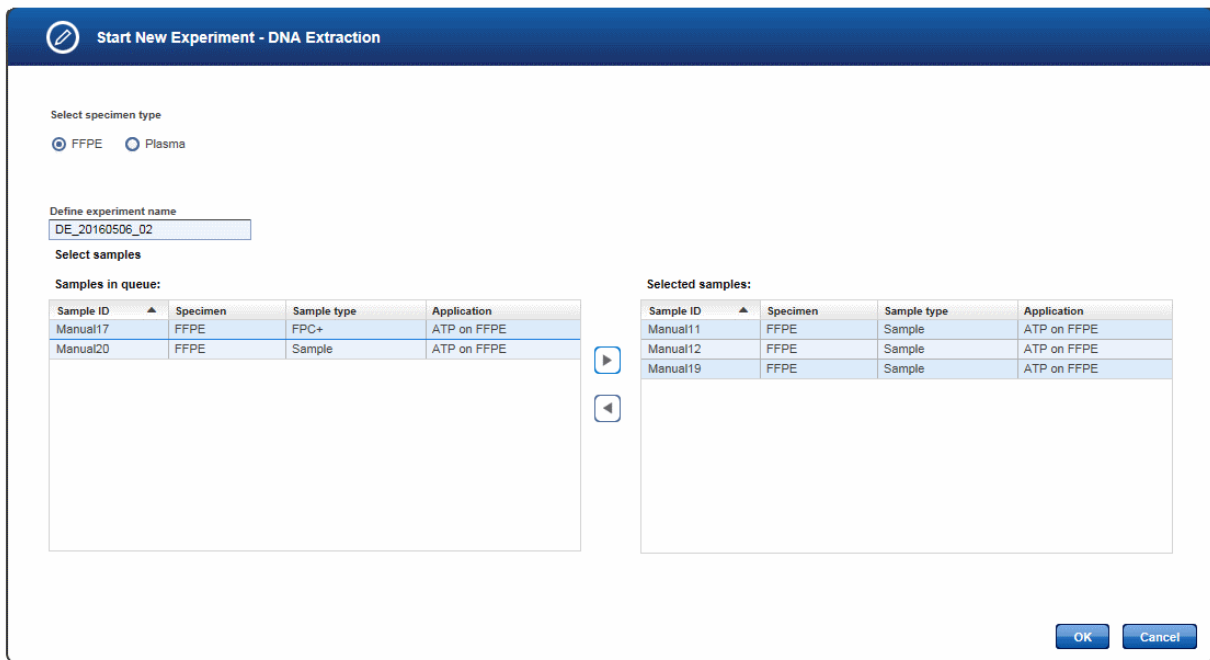 Start New Experiment - DNA Extraction
Select specimen type
FFPE Plasma
Define experiment name
DE_20160506_02
Select samples
Samples in queue:
Sample ID Specimen Sample type Application
Manual17 FFPE FPC+ ATP on FFPE
Manual20 FFPE Sample ATP on FFPE
Selected samples:
Sample ID Specimen Sample type Application
Manual11 FFPE Sample ATP on FFPE
Manual12 FFPE Sample ATP on FFPE
Manual19 FFPE Sample ATP on FFPE
OK Cancel